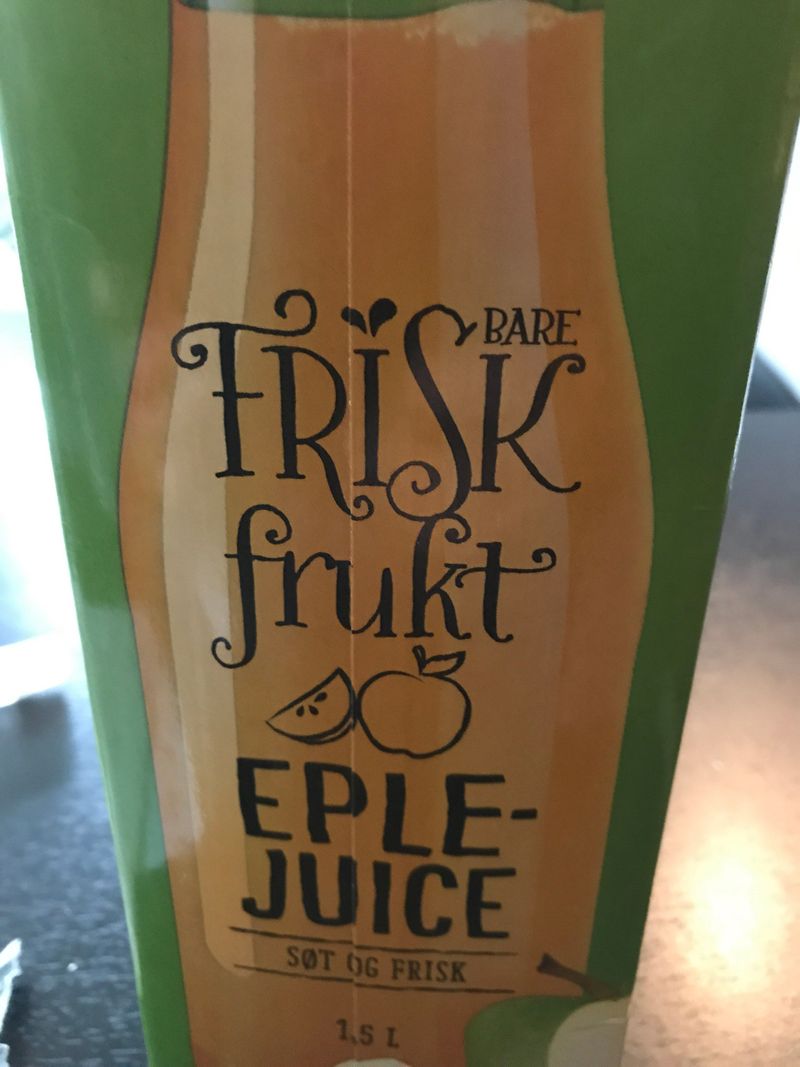 BARE
FRISK
frukt
EPLE-
JUICE
SØT OG FRISK
1,5 L